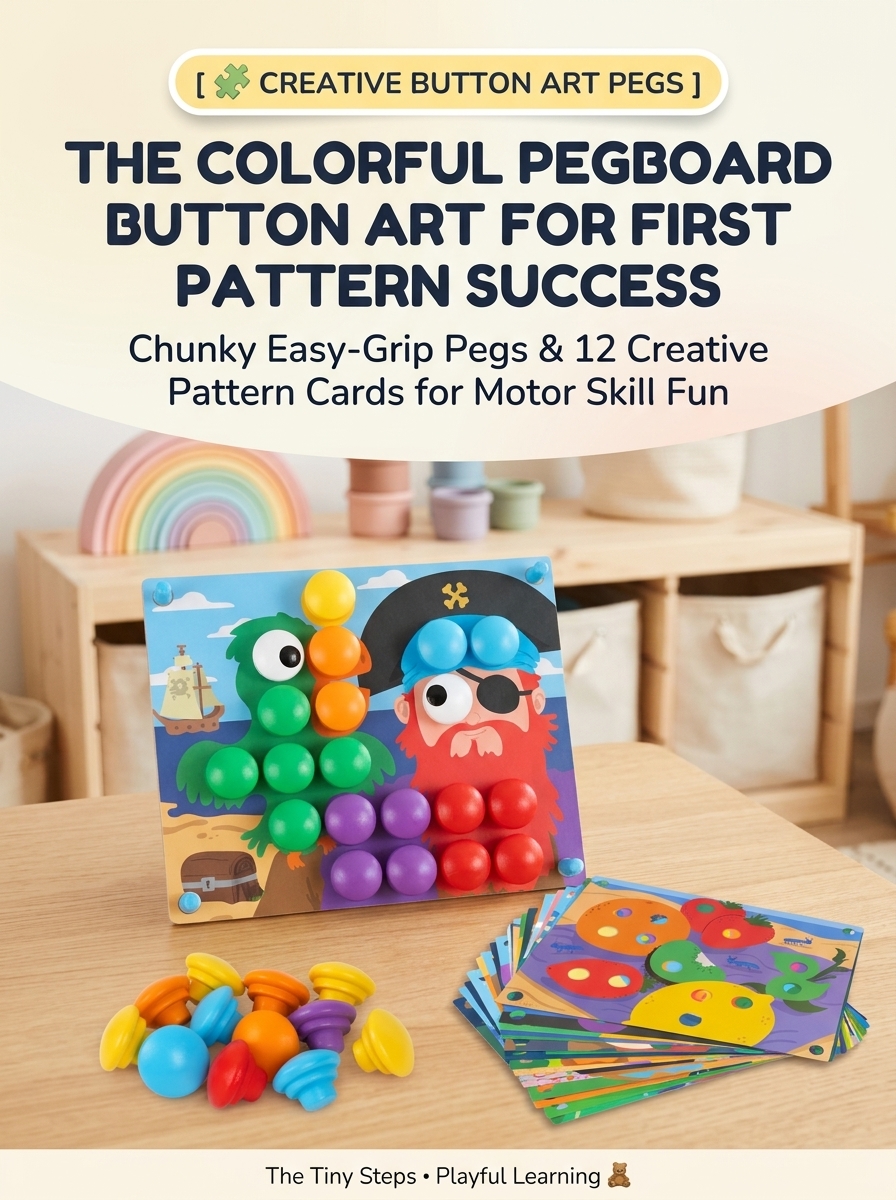 [ 🧩 CREATIVE BUTTON ART PEGS ]
THE COLORFUL PEGBOARD
BUTTON ART FOR FIRST
PATTERN SUCCESS
Chunky Easy-Grip Pegs & 12 Creative
Pattern Cards for Motor Skill Fun
The Tiny Steps • Playful Learning 🧸